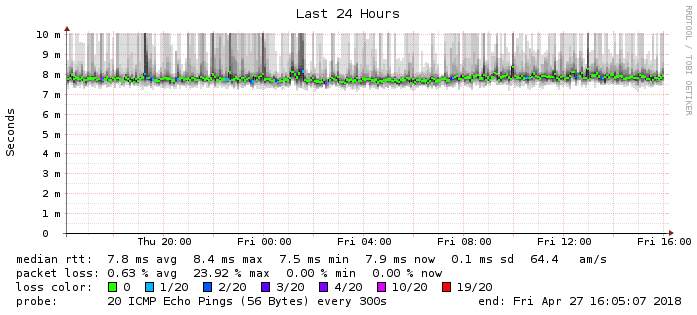 Last 24 Hours
RRDTOOL / TOBI OETIKER
Seconds
10 m
9 m
8 m
7 m
6 m
5 m
4 m
3 m
2 m
1 m
0
Thu 20:00 Fri 00:00 Fri 04:00 Fri 08:00 Fri 12:00 Fri 16:00
median rtt: 7.8 ms avg 8.4 ms max 7.5 ms min 7.9 ms now 0.1 ms sd 64.4 am/s
packet loss: 0.63 % avg 23.92 % max 0.00 % min 0.00 % now
loss color: 0 1/20 2/20 3/20 4/20 10/20 19/20
probe: 20 ICMP Echo Pings (56 Bytes) every 300s end: Fri Apr 27 16:05:07 2018